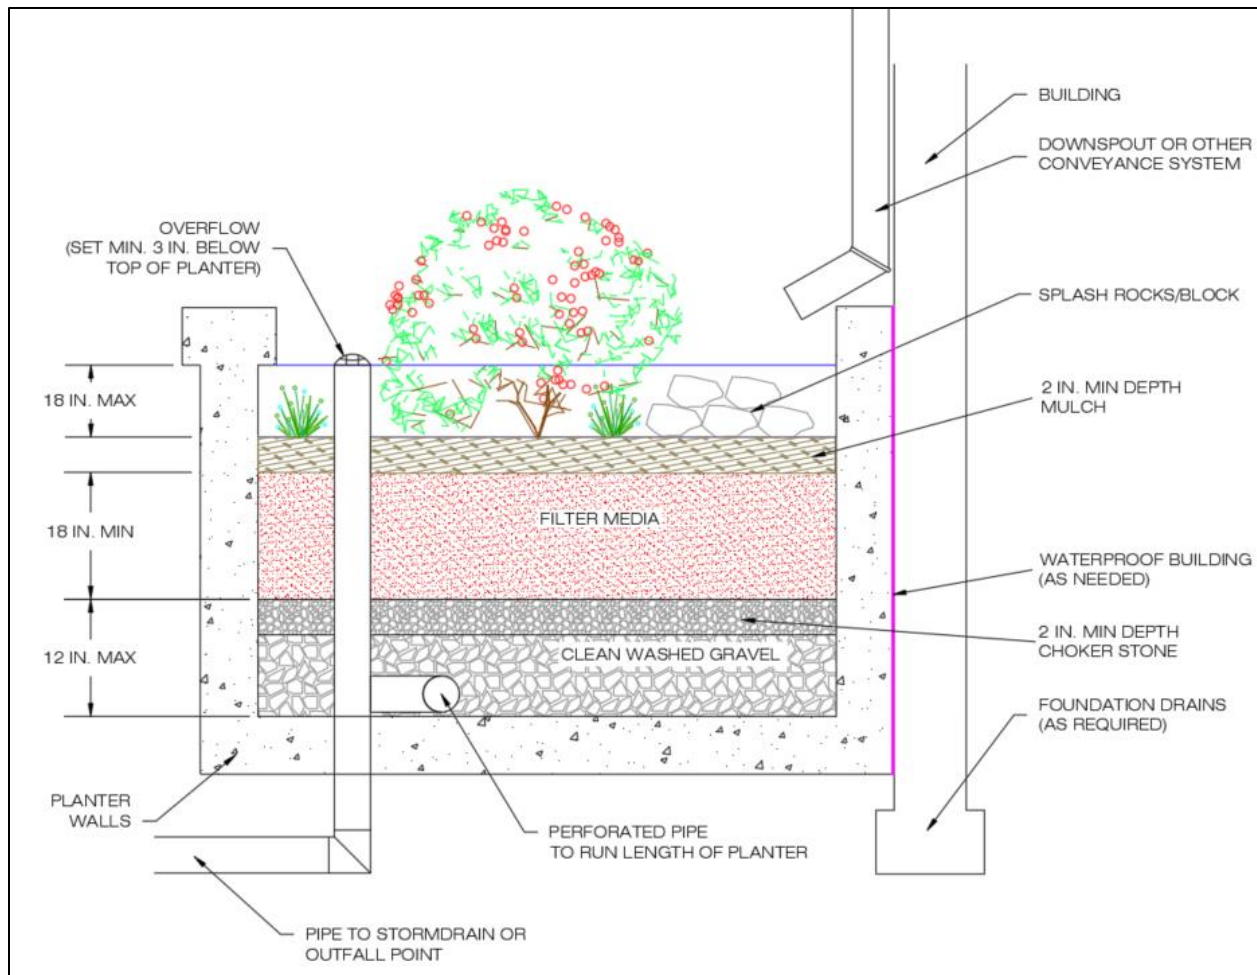 BUILDING
DOWNSPOUT OR OTHER
CONVEYANCE SYSTEM
OVERFLOW
(SET MIN. 3 IN. BELOW
TOP OF PLANTER)
SPLASH ROCKS/BLOCK
18 IN. MAX
2 IN. MIN DEPTH
MULCH
18 IN. MIN
FILTER MEDIA
WATERPROOF BUILDING
(AS NEEDED)
12 IN. MAX
CLEAN WASHED GRAVEL
2 IN. MIN DEPTH
CHOKER STONE
FOUNDATION DRAINS
(AS REQUIRED)
PLANTER
WALLS
PERFORATED PIPE
TO RUN LENGTH OF PLANTER
PIPE TO STORMDRAIN OR
OUTFALL POINT